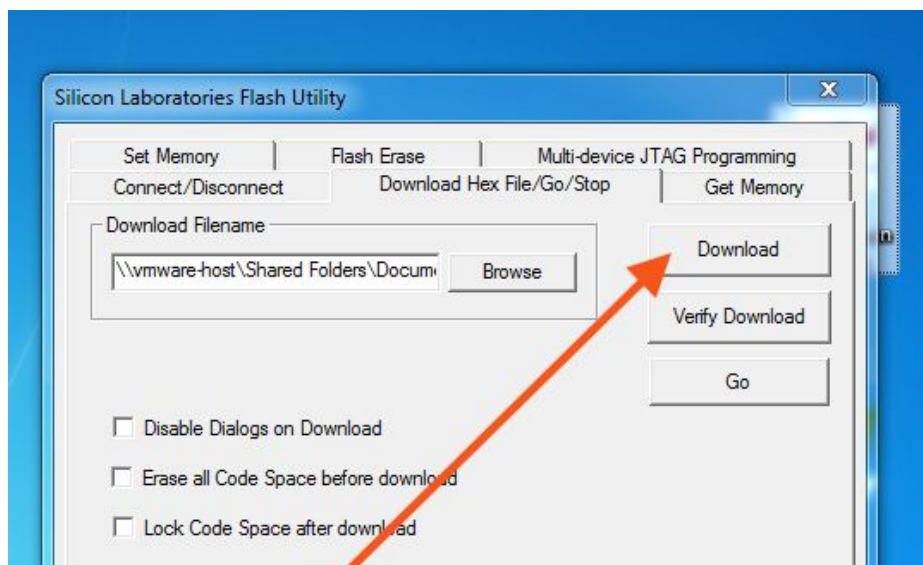 Silicon Laboratories Flash Utility
X
Set Memory
Flash Erase
Multi-device JTAG Programming
Connect/Disconnect
Download Hex File/Go/Stop
Get Memory
Download Filename
\\vmware-host\Shared Folders\Docum
Browse
Download
Verify Download
Go
Disable Dialogs on Download
Erase all Code Space before download
Lock Code Space after download